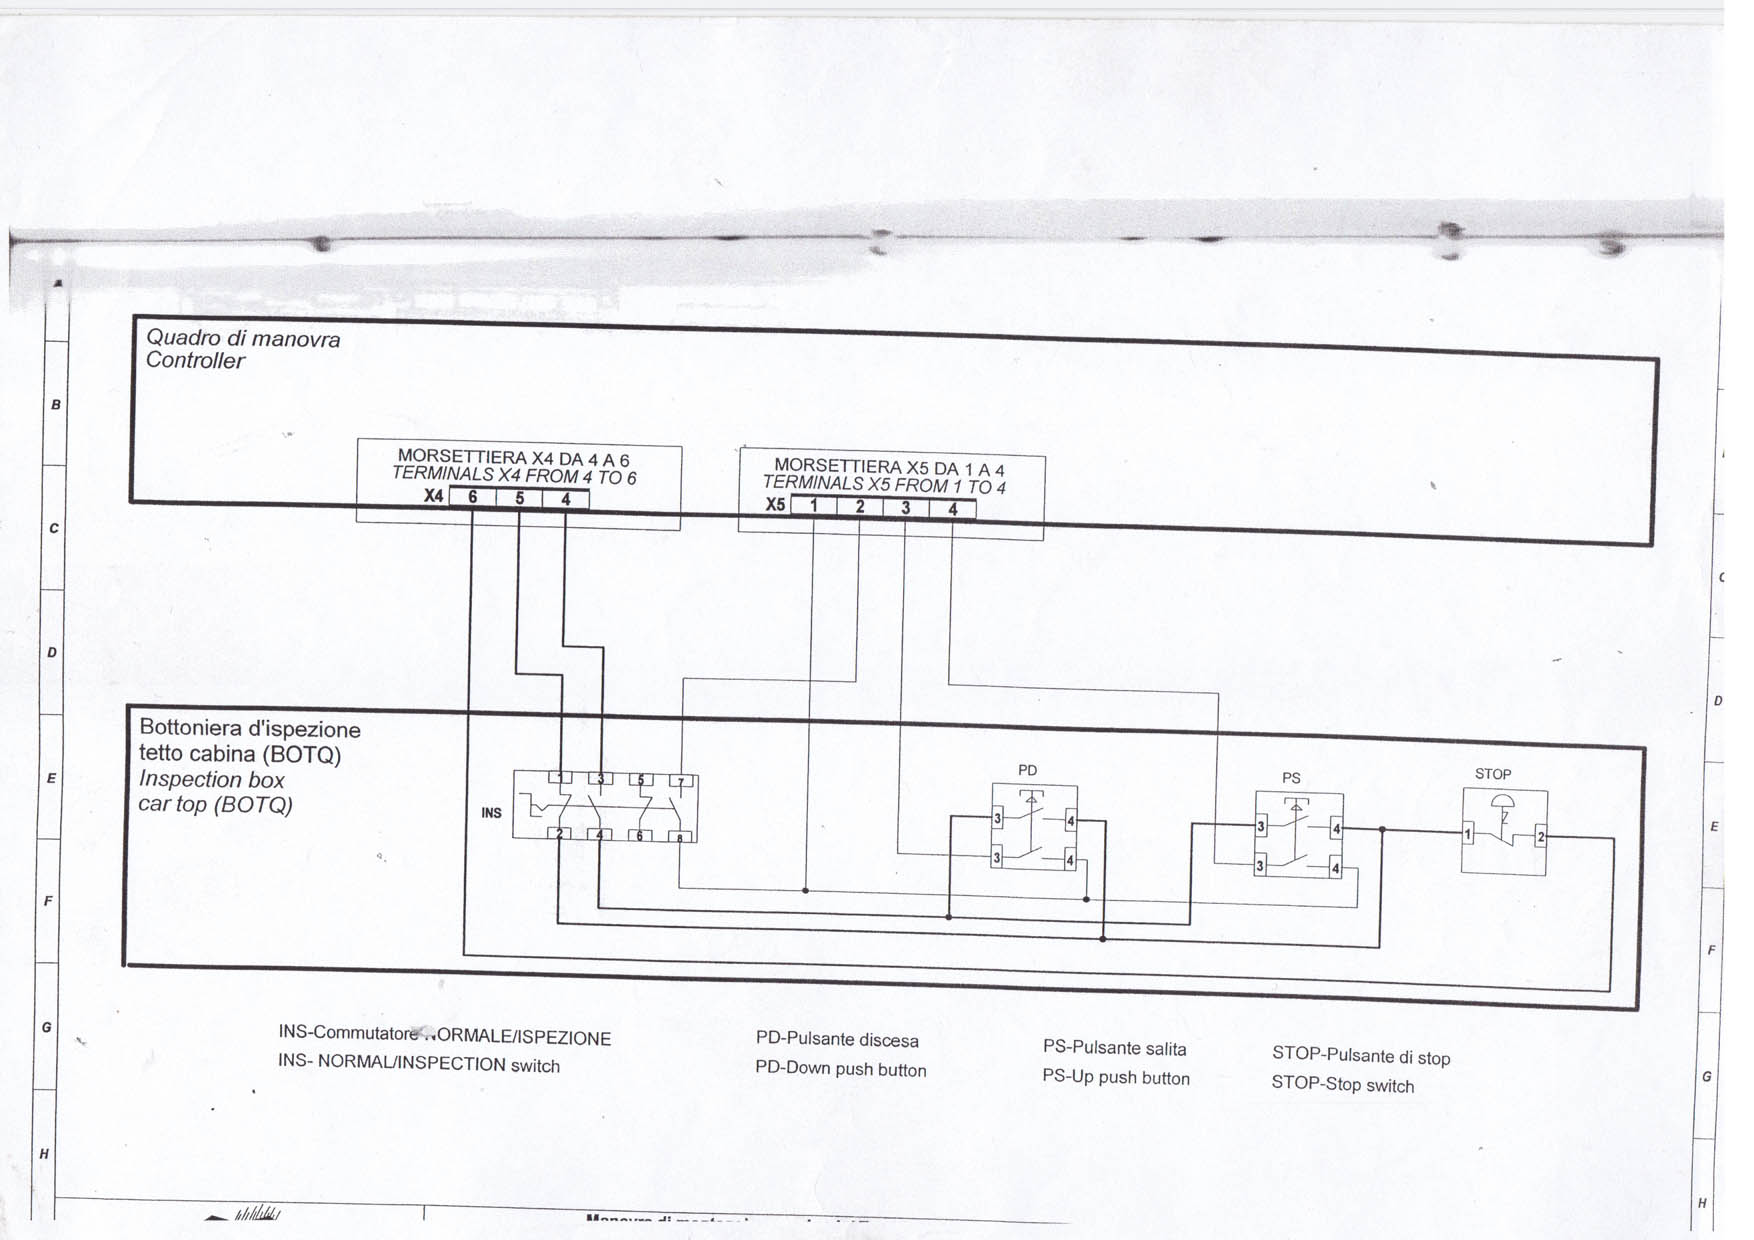 A
Quadro di manovra
Controller
B
B
MORSETTIERA X4 DA 4 A 6
TERMINALS X4 FROM 4 TO 6
X4 6 5 4
MORSETTIERA X5 DA 1 A 4
TERMINALS X5 FROM 1 TO 4
X5 1 2 3 4
C
C
D
D
Bottoniera d'ispezione
tetto cabina (BOTQ)
Inspection box
car top (BOTQ)
E
E
INS
1 3 5 7
2 4 6 8
PD
3 4
3 4
PS
3 4
3 4
STOP
1 2
F
F
INS-Commutatore NORMALE/ISPEZIONE
INS- NORMAL/INSPECTION switch
PD-Pulsante discesa
PD-Down push button
PS-Pulsante salita
PS-Up push button
STOP-Pulsante di stop
STOP-Stop switch
G
G
H
H